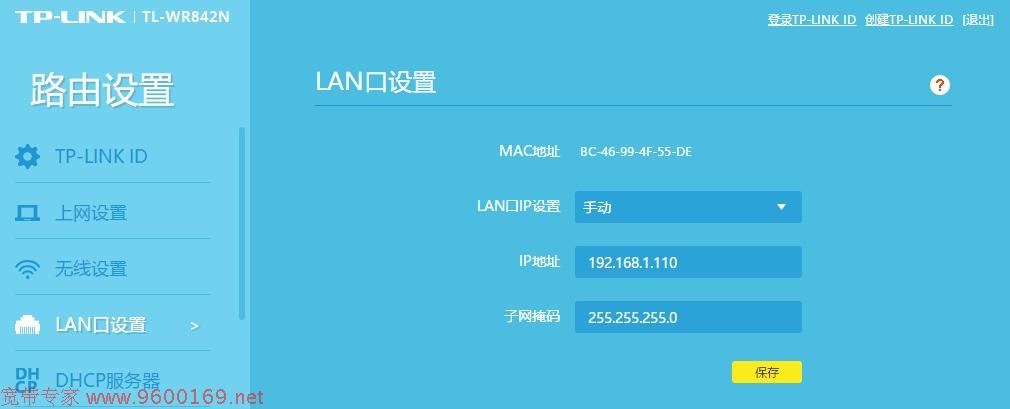 TP-LINK | TL-WR842N
登录TP-LINK ID 创建TP-LINK ID [退出]
路由设置
TP-LINK ID
上网设置
无线设置
LAN口设置 >
DHCP服务器
DHCP
LAN口设置
?
MAC地址 BC-46-99-4F-55-DE
LAN口IP设置 手动
IP地址 192.168.1.110
子网掩码 255.255.255.0
保存
宽带专家 www.9600169.net